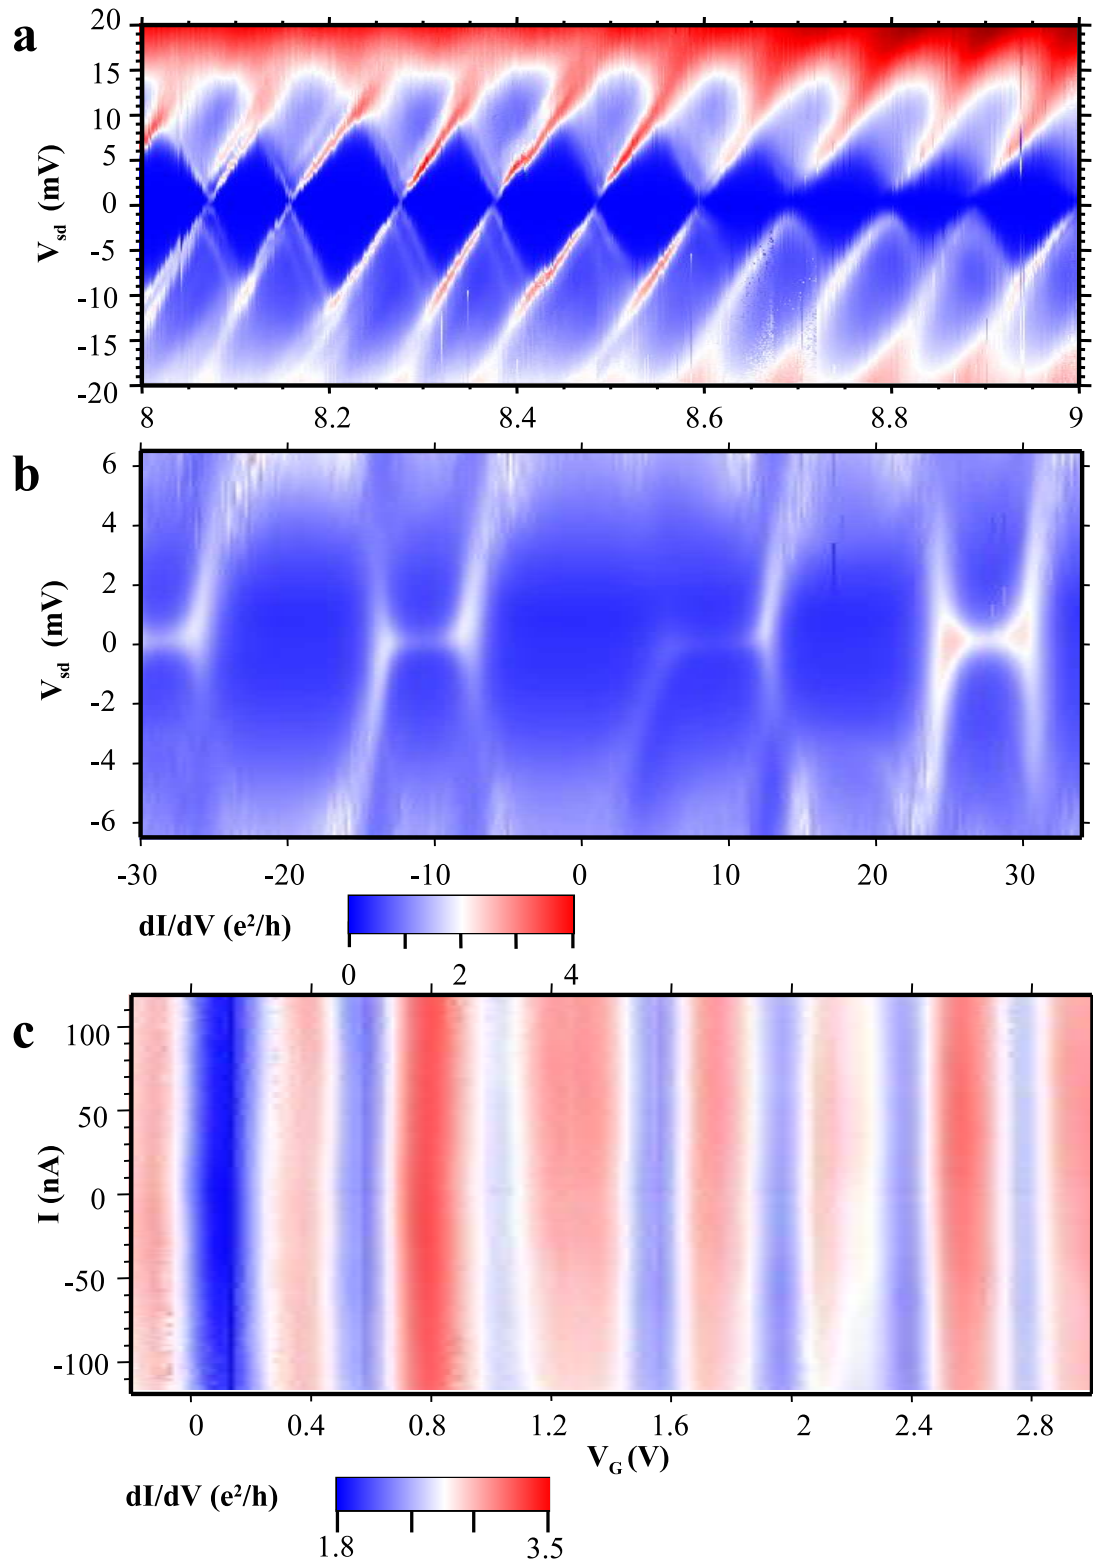 a
20
15
10
5
0
-5
-10
-15
-20
V_sd (mV)
8 8.2 8.4 8.6 8.8 9
b
6
4
2
0
-2
-4
-6
V_sd (mV)
-30 -20 -10 0 10 20 30
dI/dV (e²/h)
0 2 4
c
100
50
0
-50
-100
I (nA)
0 0.4 0.8 1.2 1.6 2 2.4 2.8
V_G (V)
dI/dV (e²/h)
1.8 3.5